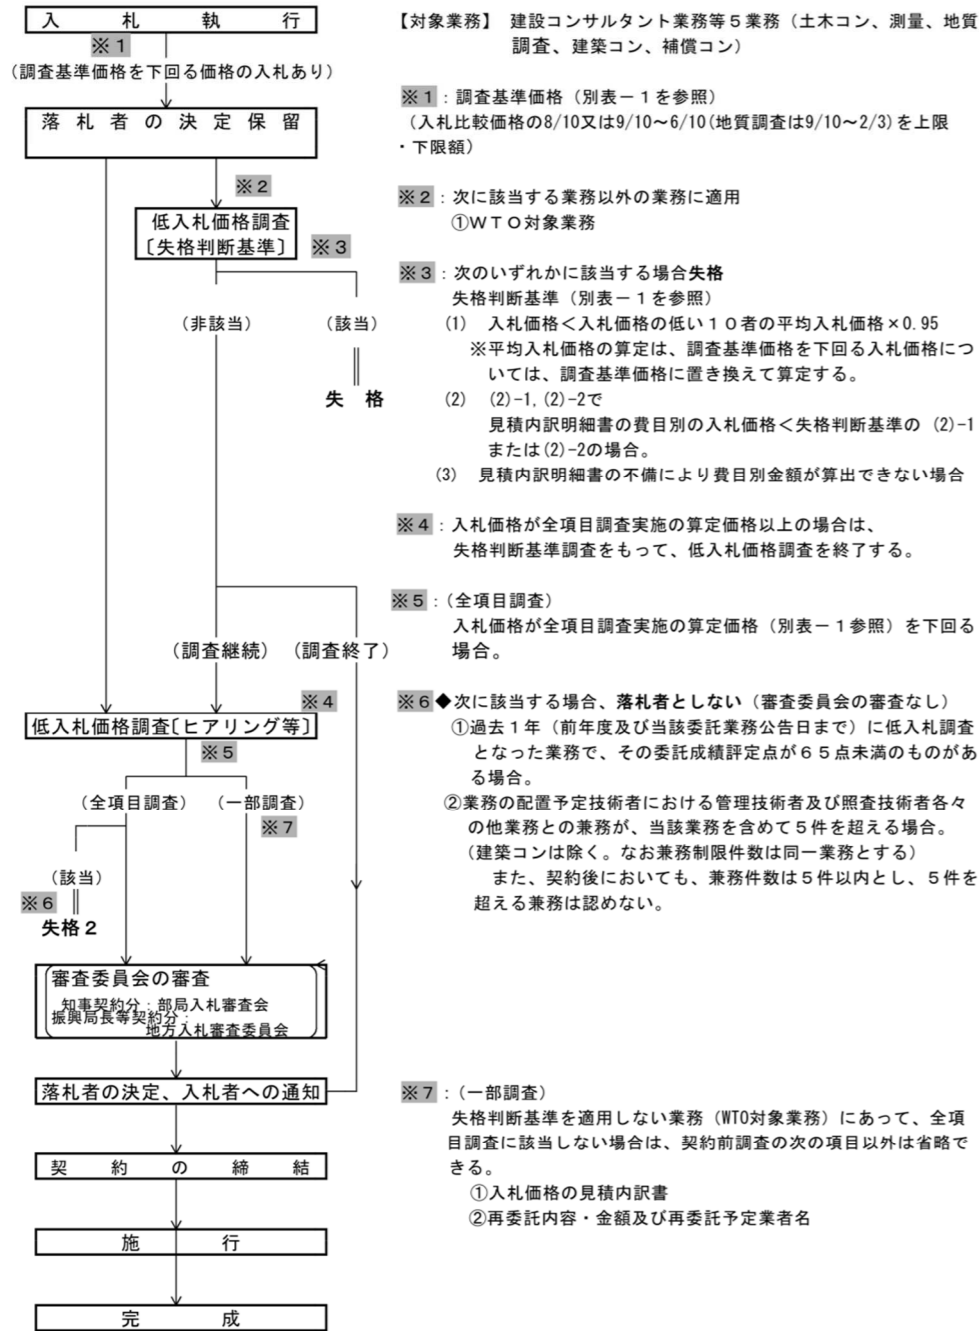 入札執行
※１
(調査基準価格を下回る価格の入札あり)
落札者の決定保留
※２
低入札価格調査
〔失格判断基準〕
※３
(非該当)
(該当)
失 格
(調査継続)
(調査終了)
※４
低入札価格調査〔ヒアリング等〕
※５
(全項目調査)
(一部調査)
※７
(該当)
※６
失格２
審査委員会の審査
知事契約分：部局入札審査会
振興局長等契約分：
地方入札審査委員会
落札者の決定、入札者への通知
契約の締結
施行
完成
【対象業務】 建設コンサルタント業務等５業務（土木コン、測量、地質
調査、建築コン、補償コン）
※１：調査基準価格（別表－１を参照）
（入札比較価格の8/10又は9/10～6/10(地質調査は9/10～2/3)を上限
・下限額）
※２：次に該当する業務以外の業務に適用
①ＷＴＯ対象業務
※３：次のいずれかに該当する場合失格
失格判断基準（別表－１を参照）
(1) 入札価格＜入札価格の低い１０者の平均入札価格×0.95
※平均入札価格の算定は、調査基準価格を下回る入札価格につ
いては、調査基準価格に置き換えて算定する。
(2) (2)-1,(2)-2で
見積内訳明細書の費目別の入札価格＜失格判断基準の (2)-1
または(2)-2の場合。
(3) 見積内訳明細書の不備により費目別金額が算出できない場合
※４：入札価格が全項目調査実施の算定価格以上の場合は、
失格判断基準調査をもって、低入札価格調査を終了する。
※５：(全項目調査）
入札価格が全項目調査実施の算定価格（別表－１参照）を下回る
場合。
※６◆次に該当する場合、落札者としない（審査委員会の審査なし）
①過去１年（前年度及び当該委託業務公告日まで）に低入札調査
となった業務で、その委託成績評定点が６５点未満のものがあ
る場合。
②業務の配置予定技術者における管理技術者及び照査技術者各々
の他業務との兼務が、当該業務を含めて５件を超える場合。
（建築コンは除く。なお兼務制限件数は同一業務とする）
また、契約後においても、兼務件数は５件以内とし、５件を
超える兼務は認めない。
※７：(一部調査）
失格判断基準を適用しない業務（WTO対象業務）にあって、全項
目調査に該当しない場合は、契約前調査の次の項目以外は省略で
きる。
①入札価格の見積内訳書
②再委託内容・金額及び再委託予定業者名